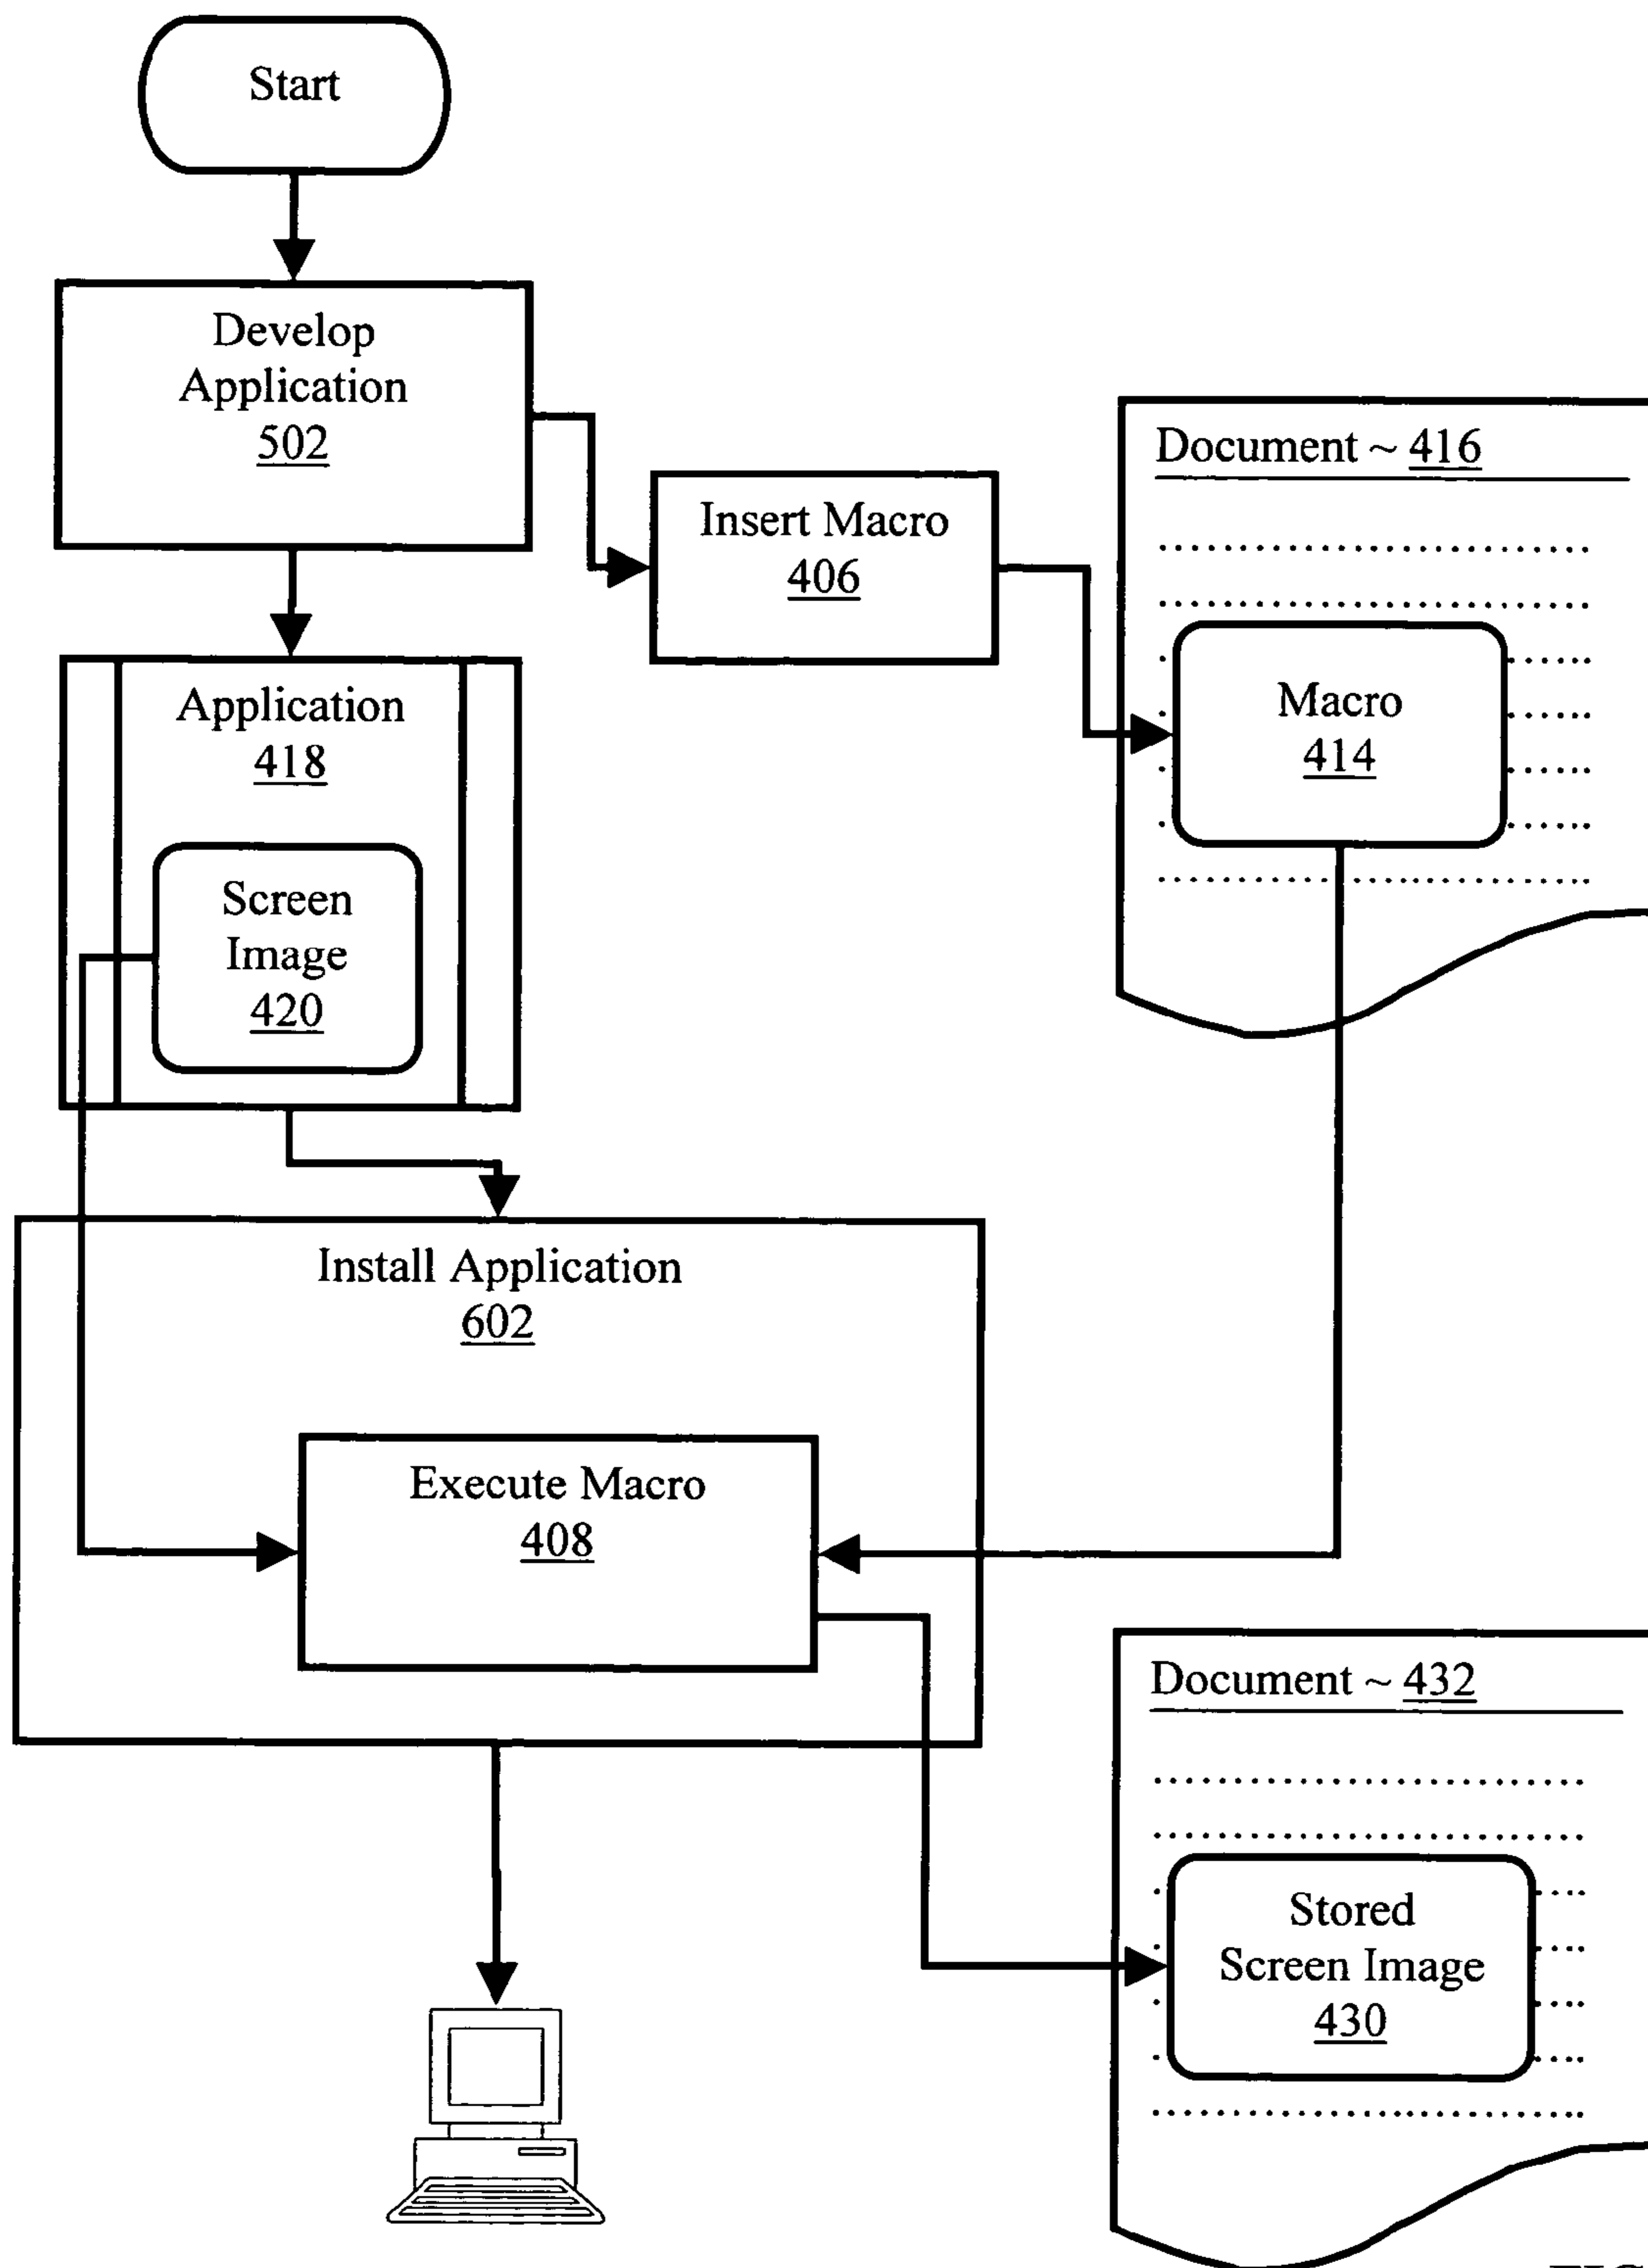 Start
Develop
Application
502
Document ~ 416
Insert Macro
406
Macro
414
Application
418
Screen
Image
420
Install Application
602
Execute Macro
408
Document ~ 432
Stored
Screen Image
430